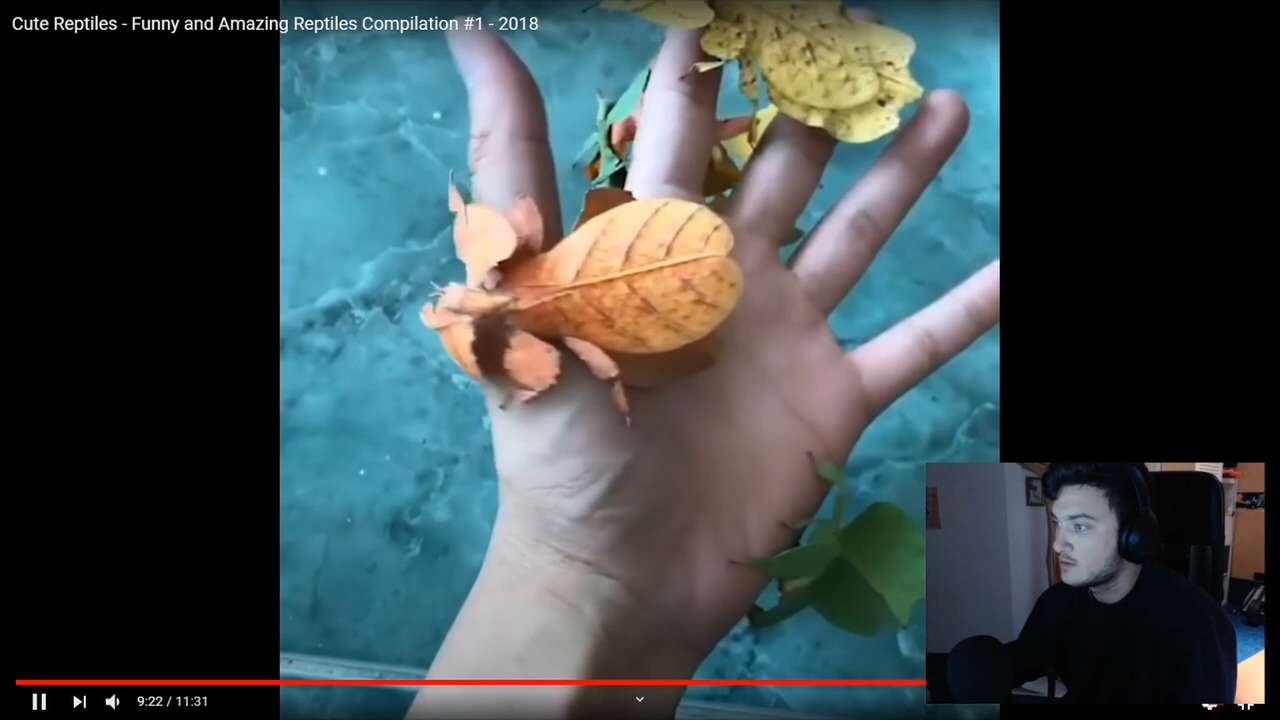 Cute Reptiles - Funny and Amazing Reptiles Compilation #1 - 2018
9:22 / 11:31